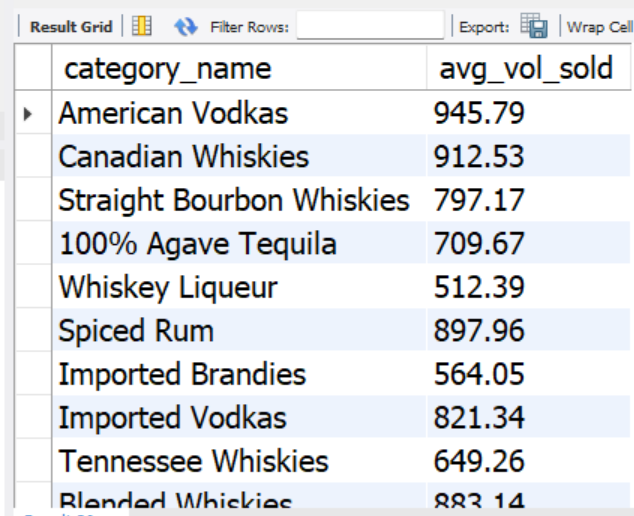 Result Grid Filter Rows: Export: Wrap Cell
category_name avg_vol_sold
American Vodkas 945.79
Canadian Whiskies 912.53
Straight Bourbon Whiskies 797.17
100% Agave Tequila 709.67
Whiskey Liqueur 512.39
Spiced Rum 897.96
Imported Brandies 564.05
Imported Vodkas 821.34
Tennessee Whiskies 649.26
Blended Whiskies 883.14